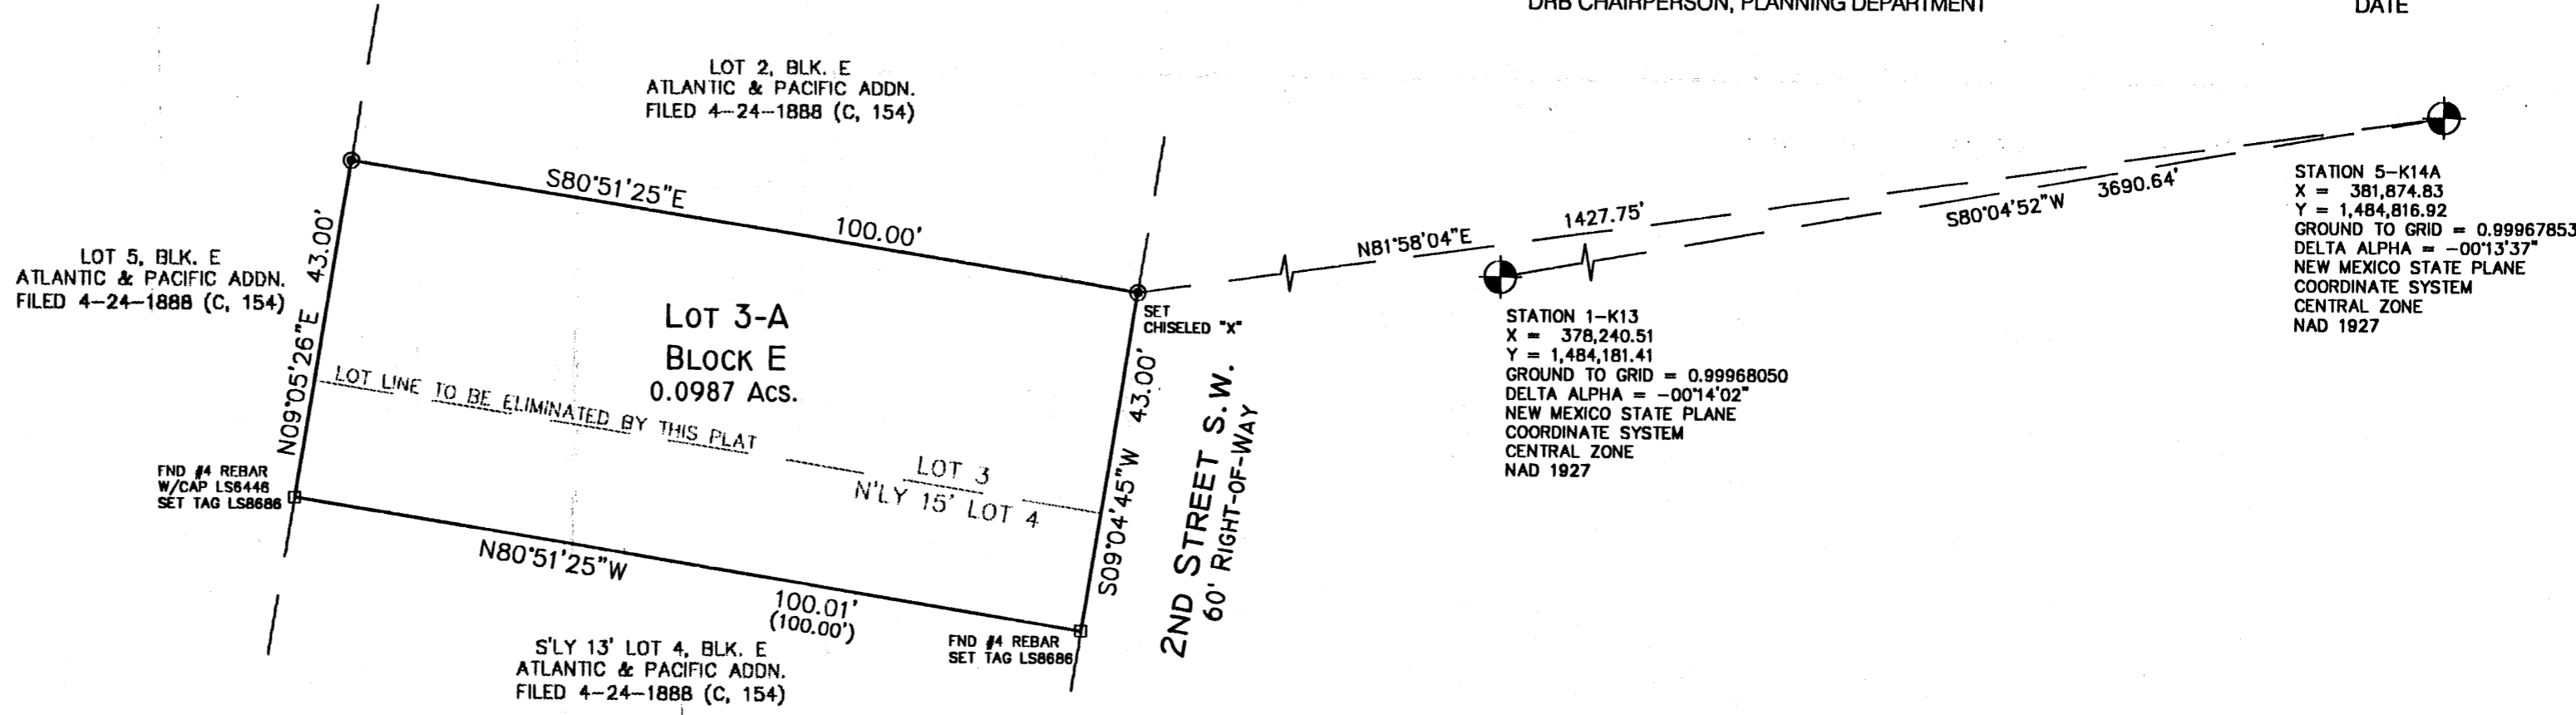 DRB CHAIRPERSON, PLANNING DEPARTMENT
DATE
LOT 2, BLK. E
ATLANTIC & PACIFIC ADDN.
FILED 4-24-1888 (C, 154)
S80°51'25"E
100.00'
LOT 5, BLK. E
ATLANTIC & PACIFIC ADDN.
FILED 4-24-1888 (C, 154)
N09°05'26"E 43.00'
LOT 3-A
BLOCK E
0.0987 ACS.
LOT LINE TO BE ELIMINATED BY THIS PLAT
LOT 3
N'LY 15' LOT 4
SET
CHISELED "X"
S09°04'45"W 43.00'
2ND STREET S.W.
60' RIGHT-OF-WAY
FND #4 REBAR
W/CAP LS6446
SET TAG LS8686
N80°51'25"W
100.01'
(100.00')
FND #4 REBAR
SET TAG LS8686
S'LY 13' LOT 4, BLK. E
ATLANTIC & PACIFIC ADDN.
FILED 4-24-1888 (C, 154)
N81°58'04"E
1427.75'
S80°04'52"W
3690.64'
STATION 1-K13
X = 378,240.51
Y = 1,484,181.41
GROUND TO GRID = 0.99968050
DELTA ALPHA = -00°14'02"
NEW MEXICO STATE PLANE
COORDINATE SYSTEM
CENTRAL ZONE
NAD 1927
STATION 5-K14A
X = 381,874.83
Y = 1,484,816.92
GROUND TO GRID = 0.99967853
DELTA ALPHA = -00°13'37"
NEW MEXICO STATE PLANE
COORDINATE SYSTEM
CENTRAL ZONE
NAD 1927